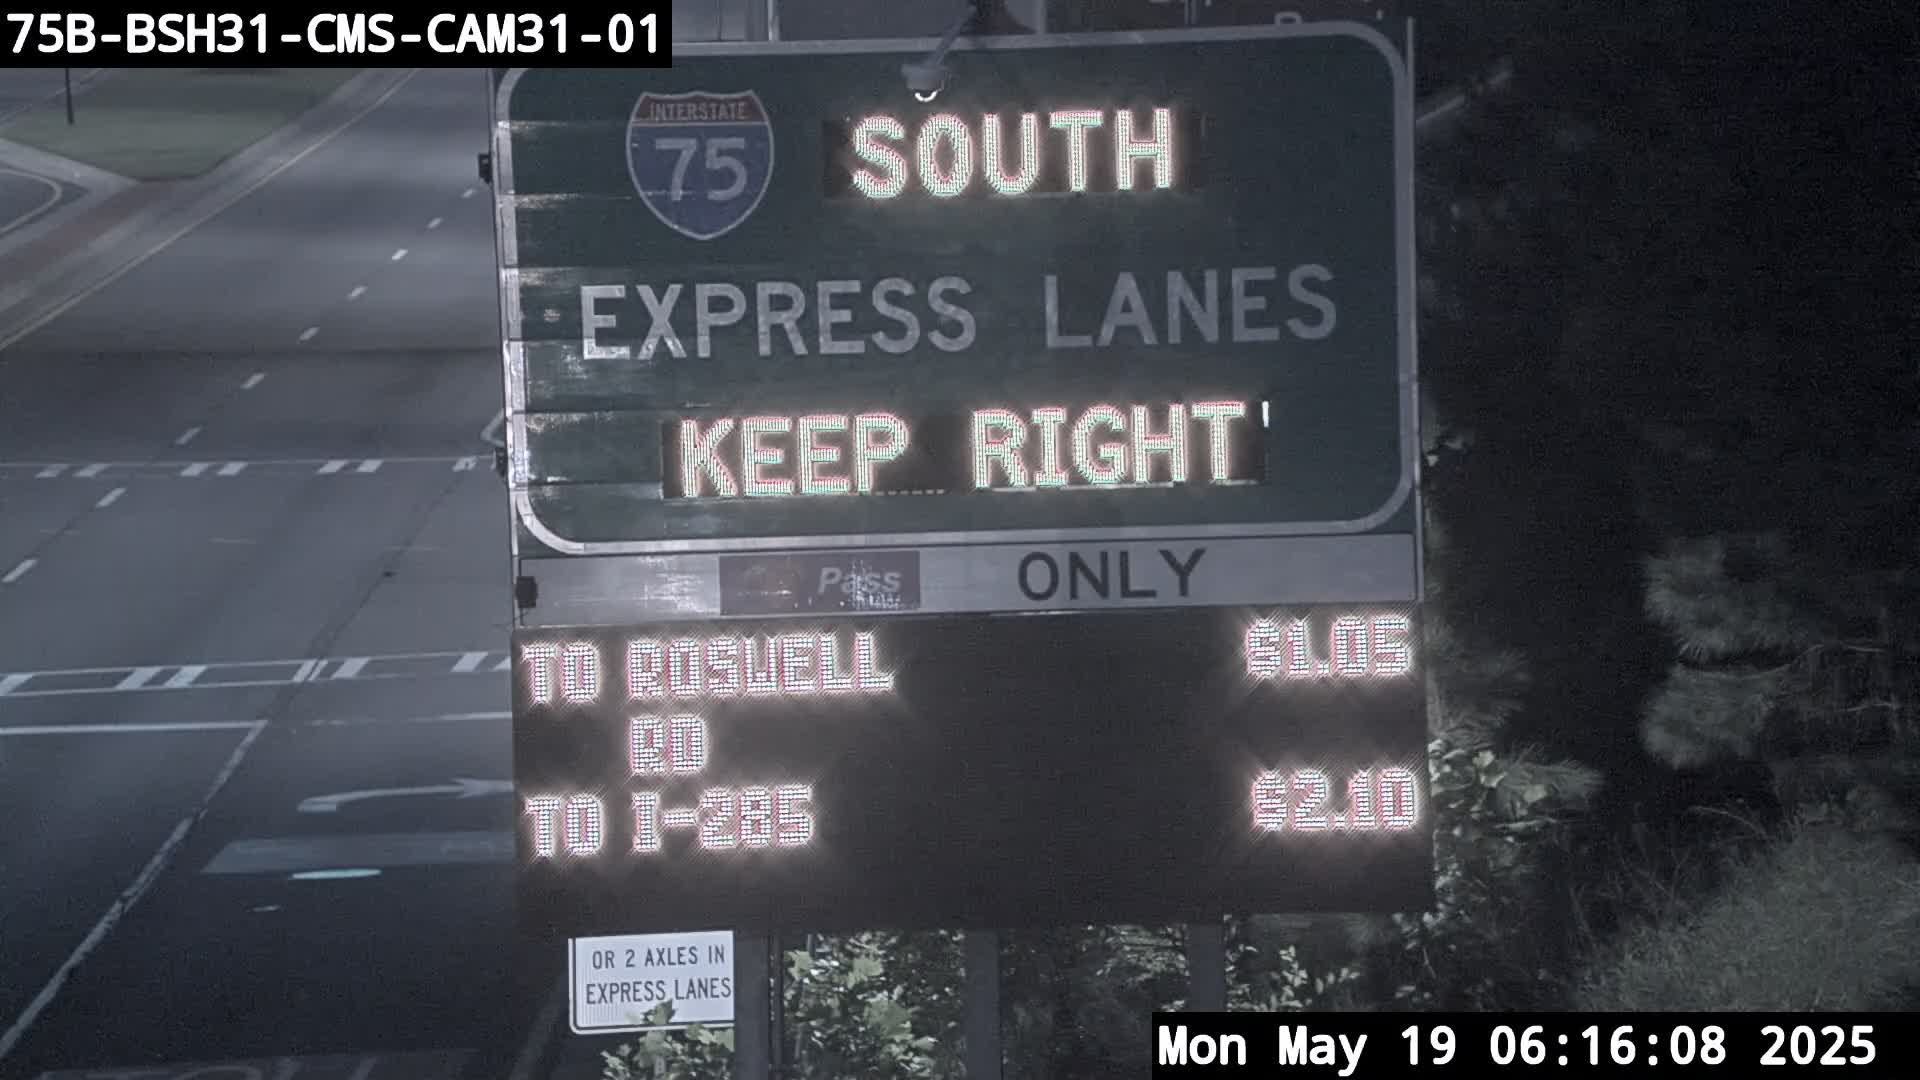 75B-BSH31-CMS-CAM31-01
INTERSTATE
75
SOUTH
EXPRESS LANES
KEEP RIGHT
Pass
ONLY
TO ROSWELL $1.05
RD
TO I-285 $2.10
OR 2 AXLES IN
EXPRESS LANES
Mon May 19 06:16:08 2025